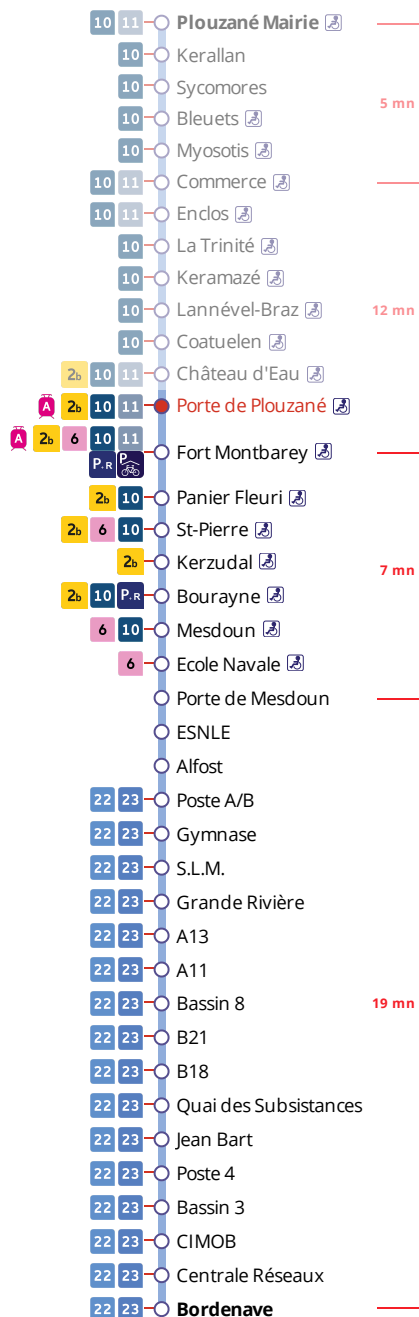 10 11 Plouzané Mairie
10 Kerallan
10 Sycomores
5 mn
10 Bleuets
10 Myosotis
10 11 Commerce
10 11 Enclos
10 La Trinité
10 Keramazé
10 Lannével-Braz 12 mn
10 Coatuelen
2b 10 11 Château d'Eau
A 2b 10 11 Porte de Plouzané
A 2b 6 10 11
P+R P Fort Montbarey
2b 10 Panier Fleuri
2b 6 10 St-Pierre
2b Kerzudal 7 mn
2b 10 P+R Bourayne
6 10 Mesdoun
6 Ecole Navale
Porte de Mesdoun
ESNLE
Alfost
22 23 Poste A/B
22 23 Gymnase
22 23 S.L.M.
22 23 Grande Rivière
22 23 A13
22 23 A11
22 23 Bassin 8 19 mn
22 23 B21
22 23 B18
22 23 Quai des Subsistances
22 23 Jean Bart
22 23 Poste 4
22 23 Bassin 3
22 23 CIMOB
22 23 Centrale Réseaux
22 23 Bordenave